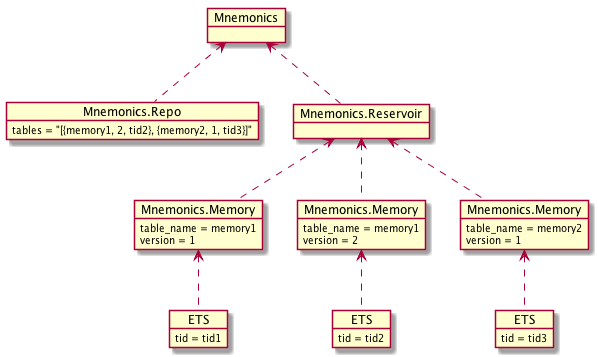 Mnemonics
Mnemonics.Repo
tables = "[{memory1, 2, tid2}, {memory2, 1, tid3}]"
Mnemonics.Reservoir
Mnemonics.Memory
table_name = memory1
version = 1
Mnemonics.Memory
table_name = memory1
version = 2
Mnemonics.Memory
table_name = memory2
version = 1
ETS
tid = tid1
ETS
tid = tid2
ETS
tid = tid3